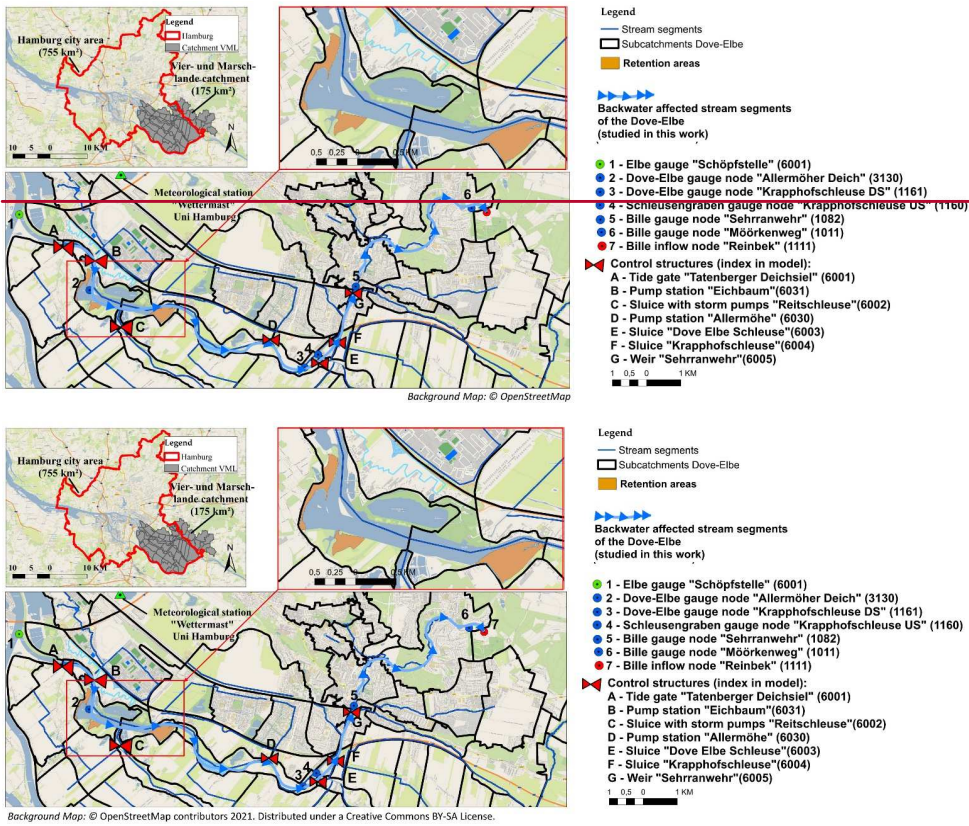 Hamburg city area
(755 km²)
Legend
Hamburg
Catchment VML
Vier- und Marsch-
lande catchment
(175 km²)
N
10 5 0 10 KM
0,5 0,25 0 0,5 KM
Meteorological station
"Wettermast"
Uni Hamburg
1
A
B
2
C
D
3
4
E
F
G
5
6
7
Background Map: © OpenStreetMap
Legend
Stream segments
Subcatchments Dove-Elbe
Retention areas
Backwater affected stream segments
of the Dove-Elbe
(studied in this work)
1 - Elbe gauge "Schöpfstelle" (6001)
2 - Dove-Elbe gauge node "Allermöher Deich" (3130)
3 - Dove-Elbe gauge node "Krapphofschleuse DS" (1161)
4 - Schleusengraben gauge node "Krapphofschleuse US" (1160)
5 - Bille gauge node "Sehrranwehr" (1082)
6 - Bille gauge node "Möörkenweg" (1011)
7 - Bille inflow node "Reinbek" (1111)
Control structures (index in model):
A - Tide gate "Tatenberger Deichsiel" (6001)
B - Pump station "Eichbaum"(6031)
C - Sluice with storm pumps "Reitschleuse"(6002)
D - Pump station "Allermöhe" (6030)
E - Sluice "Dove Elbe Schleuse"(6003)
F - Sluice "Krapphofschleuse"(6004)
G - Weir "Sehrranwehr"(6005)
1 0,5 0 1 KM
Hamburg city area
(755 km²)
Legend
Hamburg
Catchment VML
Vier- und Marsch-
lande catchment
(175 km²)
N
10 5 0 10 KM
0,5 0,25 0 0,5 KM
Meteorological station
"Wettermast"
Uni Hamburg
1
A
B
2
C
D
3
4
E
F
G
5
6
7
Background Map: © OpenStreetMap contributors 2021. Distributed under a Creative Commons BY-SA License.
Legend
Stream segments
Subcatchments Dove-Elbe
Retention areas
Backwater affected stream segments
of the Dove-Elbe
(studied in this work)
1 - Elbe gauge "Schöpfstelle" (6001)
2 - Dove-Elbe gauge node "Allermöher Deich" (3130)
3 - Dove-Elbe gauge node "Krapphofschleuse DS" (1161)
4 - Schleusengraben gauge node "Krapphofschleuse US" (1160)
5 - Bille gauge node "Sehrranwehr" (1082)
6 - Bille gauge node "Möörkenweg" (1011)
7 - Bille inflow node "Reinbek" (1111)
Control structures (index in model):
A - Tide gate "Tatenberger Deichsiel" (6001)
B - Pump station "Eichbaum"(6031)
C - Sluice with storm pumps "Reitschleuse"(6002)
D - Pump station "Allermöhe" (6030)
E - Sluice "Dove Elbe Schleuse"(6003)
F - Sluice "Krapphofschleuse"(6004)
G - Weir "Sehrranwehr"(6005)
1 0,5 0 1 KM